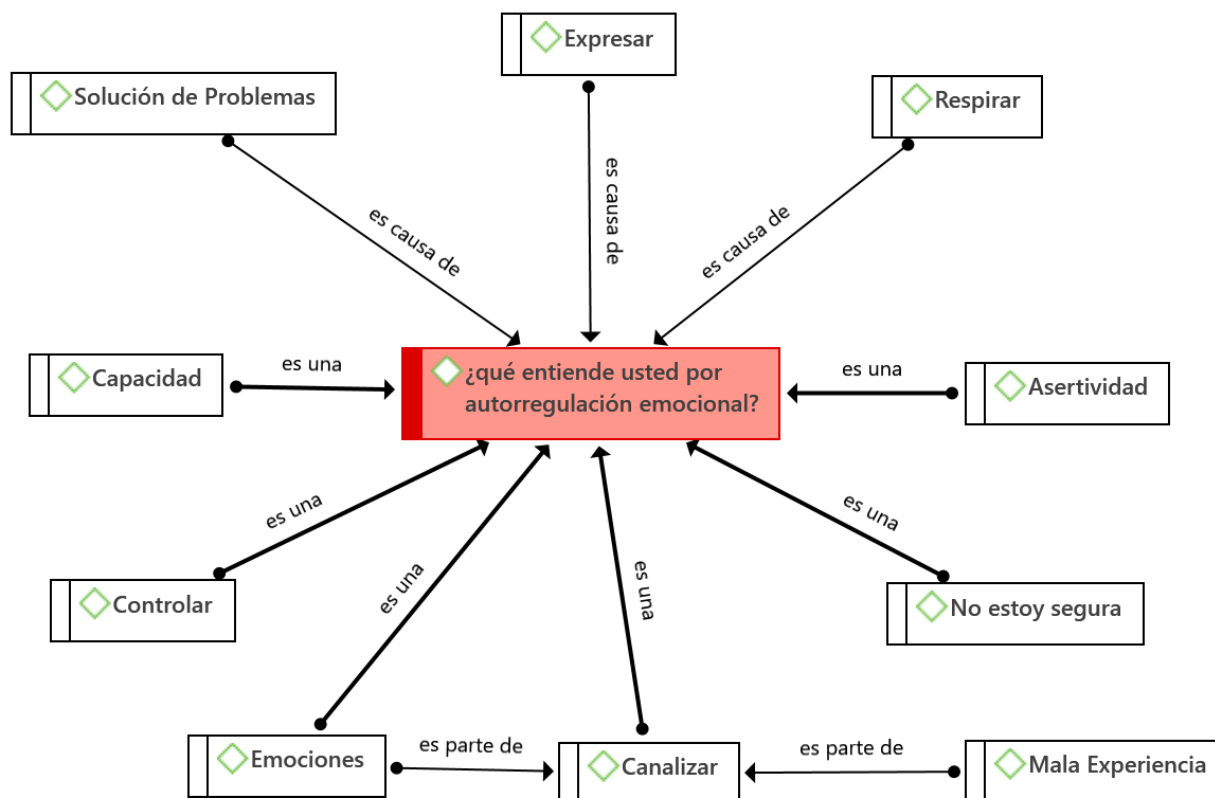 Expresar
Solución de Problemas
Respirar
es causa de
es causa de
es causa de
Capacidad
es una
¿qué entiende usted por
autorregulación emocional?
es una
Asertividad
es una
es una
es una
es una
Controlar
No estoy segura
Emociones
es parte de
Canalizar
es parte de
Mala Experiencia